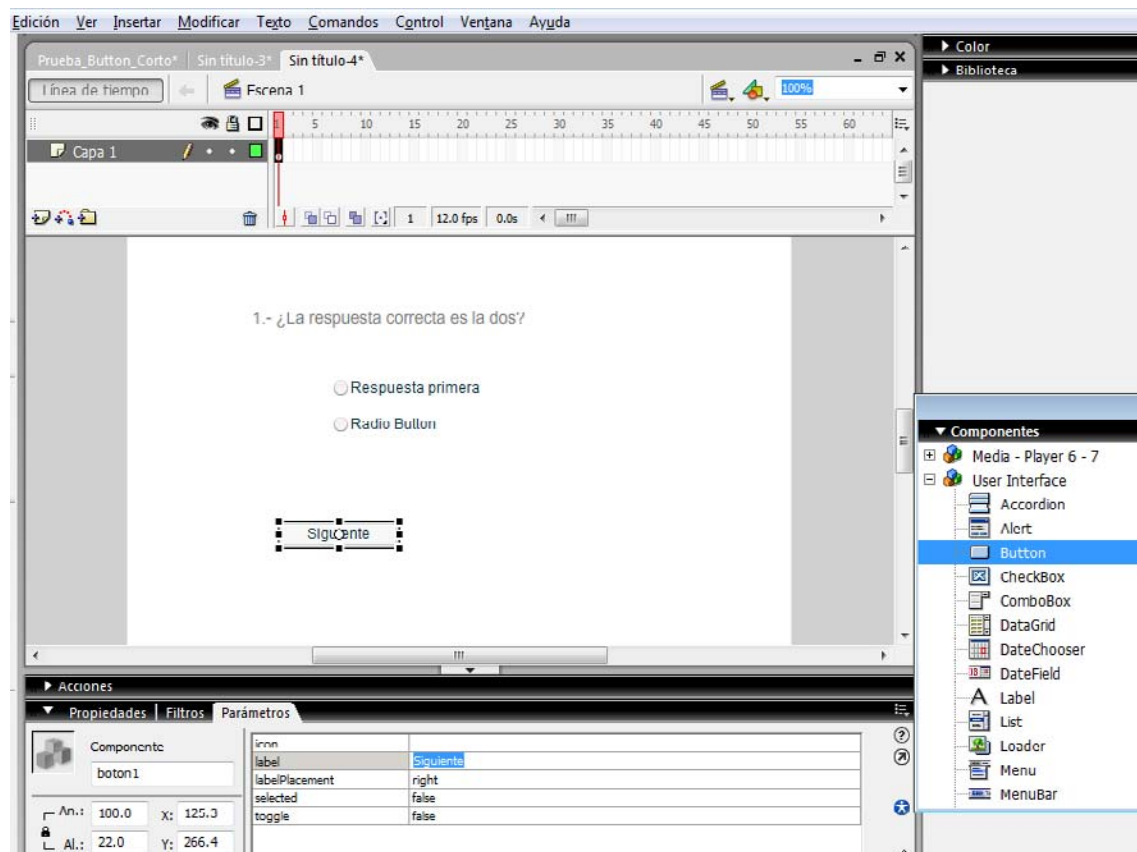 Edición Ver Insertar Modificar Texto Comandos Control Ventana Ayuda
Prueba_Button_Corto* Sin título-3* Sin título-4*
Línea de tiempo Escena 1 100%
1 5 10 15 20 25 30 35 40 45 50 55 60
Capa 1
1 12.0 fps 0.0s
1.- ¿La respuesta correcta es la dos?
Respuesta primera
Radio Button
Siguiente
Color
Biblioteca
Componentes
Media - Player 6 - 7
User Interface
Accordion
Alert
Button
CheckBox
ComboBox
DataGrid
DateChooser
DateField
Label
List
Loader
Menu
MenuBar
Acciones
Propiedades Filtros Parámetros
Componente
boton1
An.: 100.0 X: 125.3
Al.: 22.0 Y: 266.4
icon
label Siguiente
labelPlacement right
selected false
toggle false